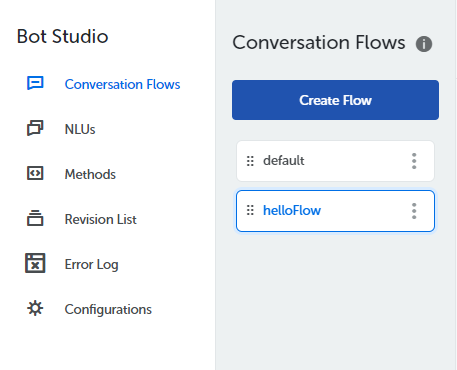 Bot Studio
Conversation Flows
NLUs
Methods
Revision List
Error Log
Configurations
Conversation Flows
Create Flow
default
helloFlow